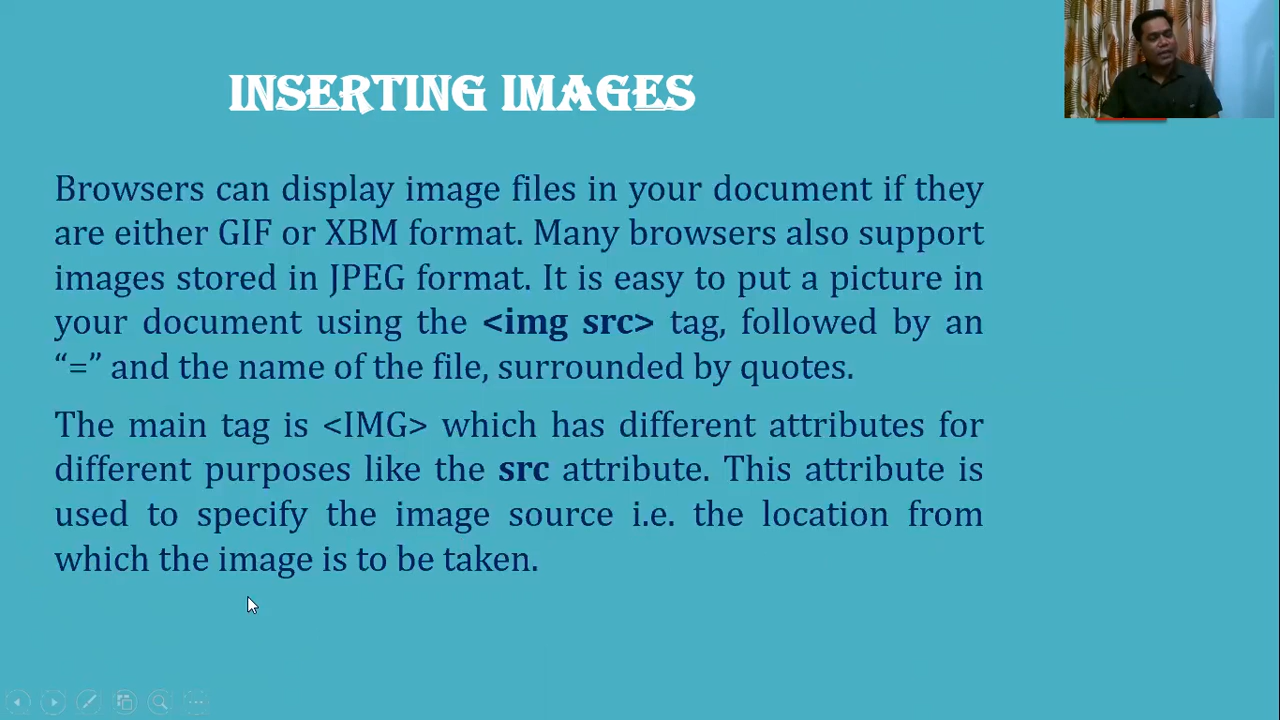 INSERTING IMAGES
Browsers can display image files in your document if they
are either GIF or XBM format. Many browsers also support
images stored in JPEG format. It is easy to put a picture in
your document using the <img src> tag, followed by an
“=” and the name of the file, surrounded by quotes.
The main tag is <IMG> which has different attributes for
different purposes like the src attribute. This attribute is
used to specify the image source i.e. the location from
which the image is to be taken.